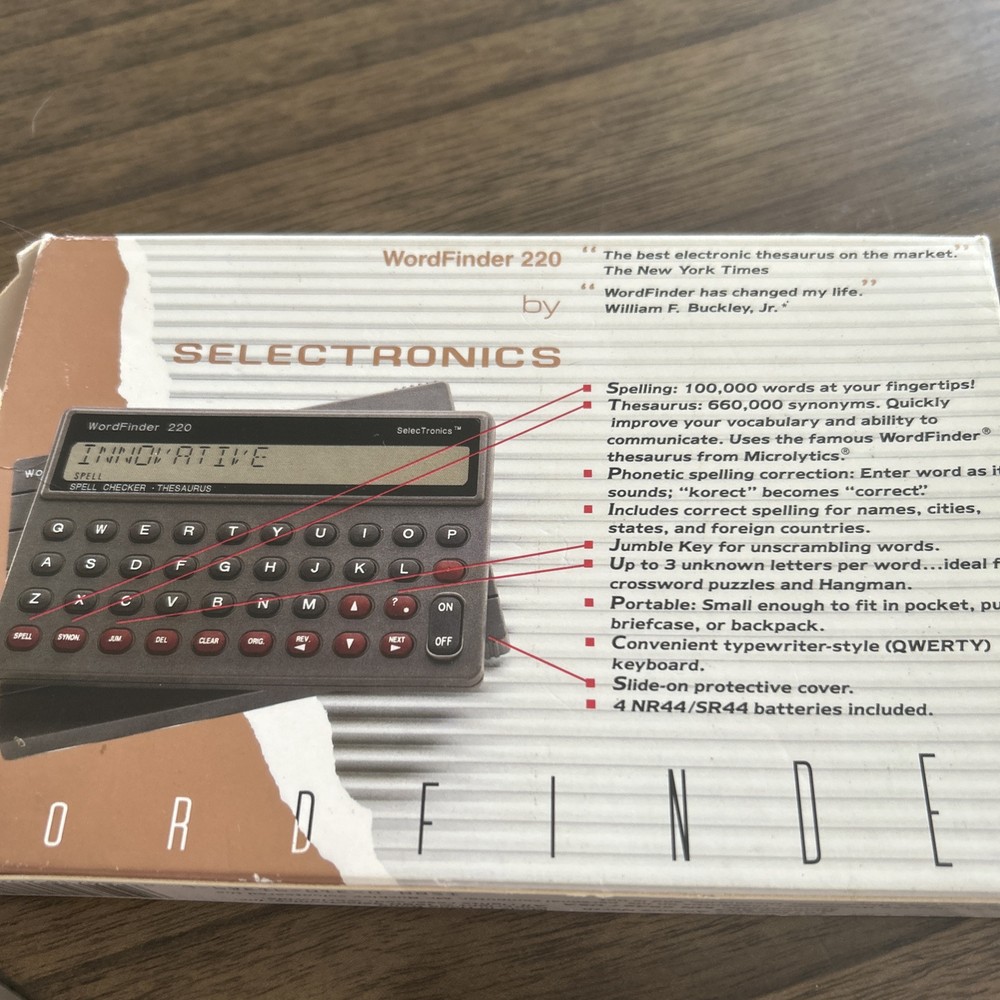 WordFinder 220
by
SELECTRONICS
“The best electronic thesaurus on the market.”
The New York Times
“WordFinder has changed my life.”
William F. Buckley, Jr.*
Spelling: 100,000 words at your fingertips!
Thesaurus: 660,000 synonyms. Quickly
improve your vocabulary and ability to
communicate. Uses the famous WordFinder®
thesaurus from Microlytics®.
Phonetic spelling correction: Enter word as it
sounds; “korect” becomes “correct”.
Includes correct spelling for names, cities,
states, and foreign countries.
Jumble Key for unscrambling words.
Up to 3 unknown letters per word...ideal f
crossword puzzles and Hangman.
Portable: Small enough to fit in pocket, pu
briefcase, or backpack.
Convenient typewriter-style (QWERTY)
keyboard.
Slide-on protective cover.
4 NR44/SR44 batteries included.
WordFinder 220
SelecTronics™
INNOVATIVE
SPELL
SPELL CHECKER · THESAURUS
WO
Q W E R T Y U I O P
A S D F G H J K L
Z X C V B N M ▲ ?•
ON
SPELL SYNON. JUM DEL CLEAR ORIG. REV. ◀ ▼ NEXT ▶
OFF
O R D F I N D E